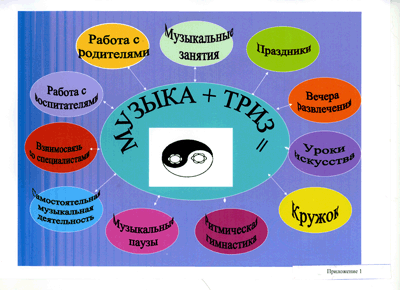 Работа с
родителями
Музыкальные
занятия
Праздники
Работа с
воспитателями
МУЗЫКА + ТРИЗ =
Вечера
развлечения
Взаимосвязь
со специалистами
Уроки
искусства
Самостоятельная
музыкальная
деятельность
Музыкальные
паузы
Ритмическая
гимнастика
Кружок
Приложение 1